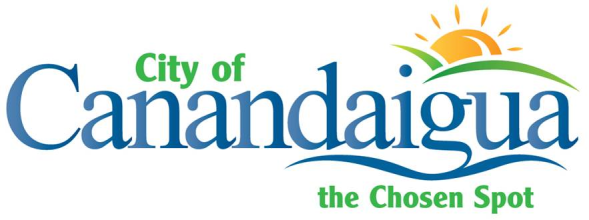 City of
Canandaigua
the Chosen Spot